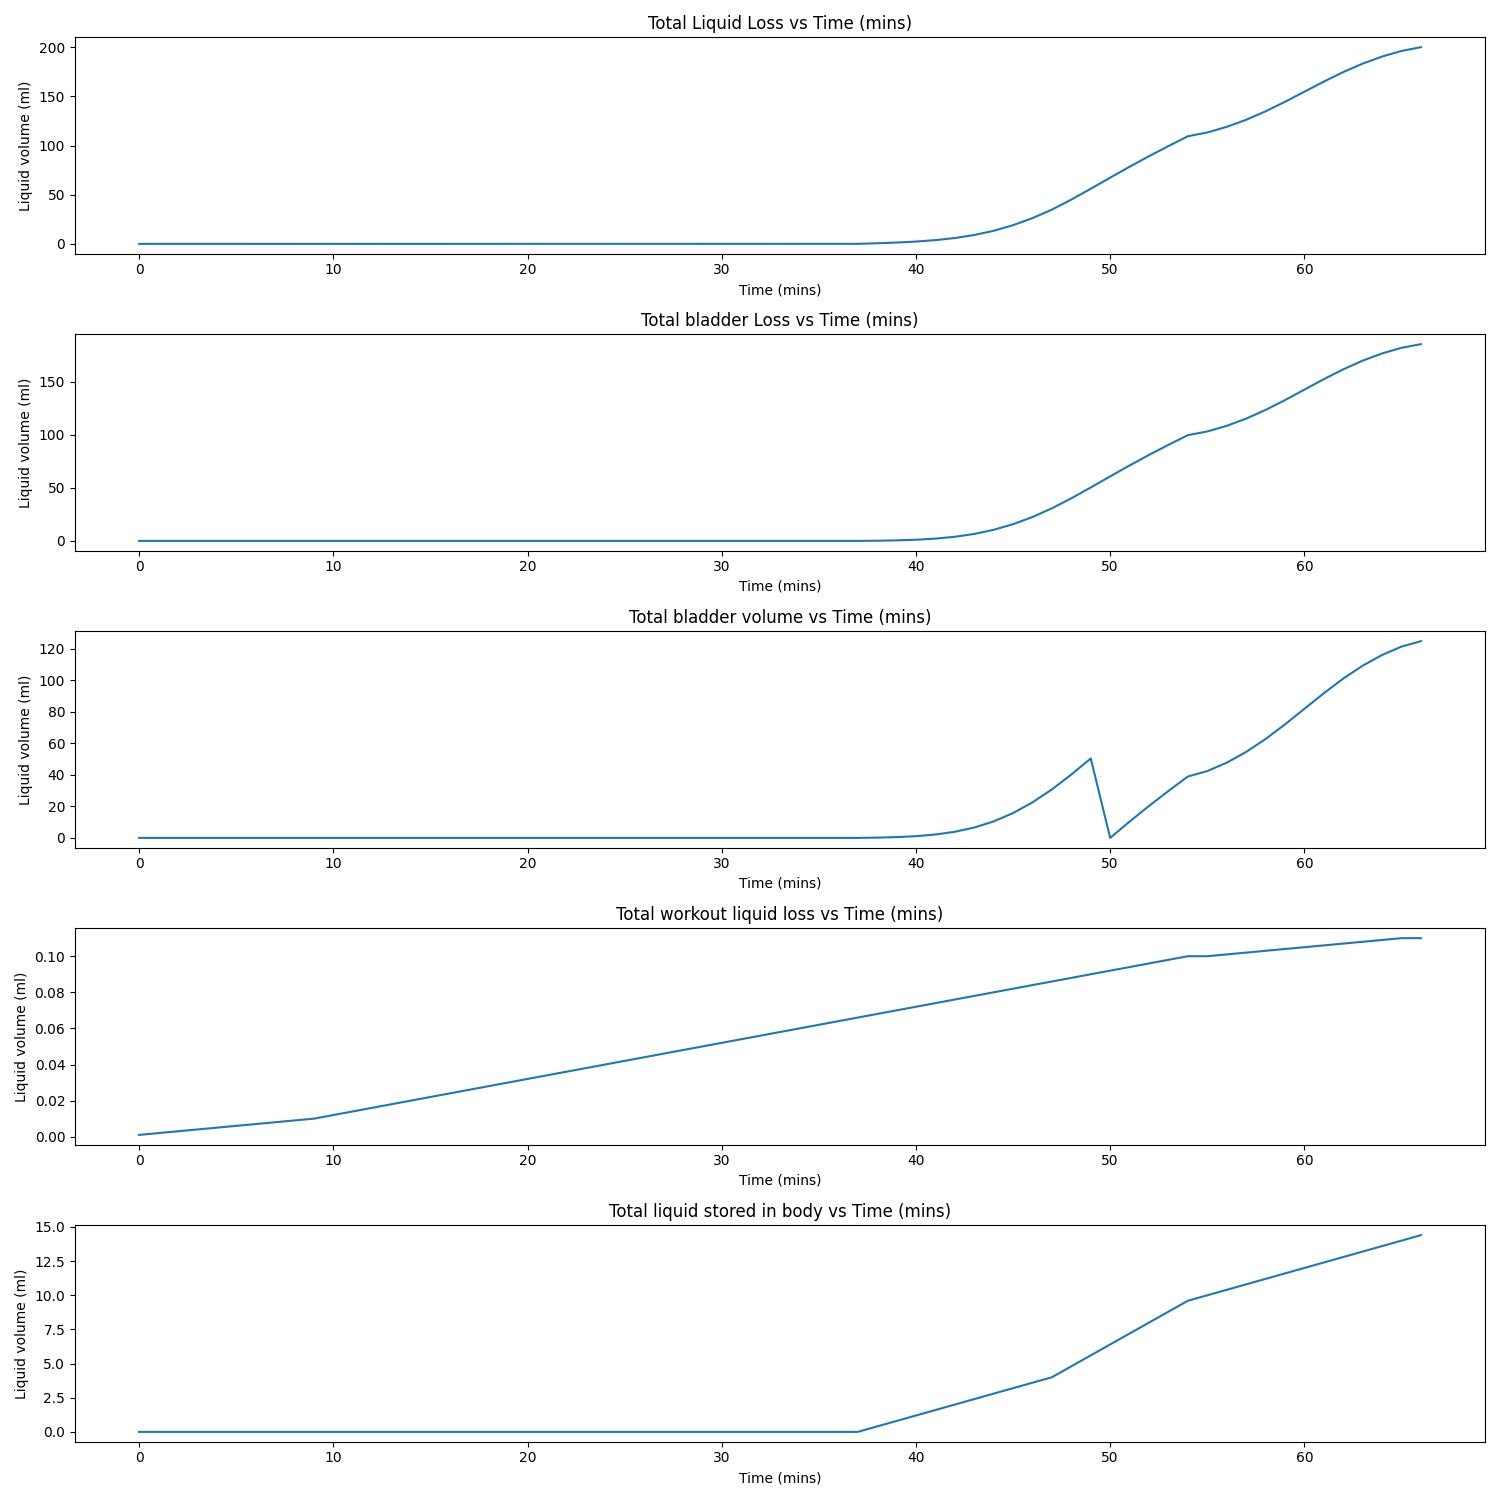 Total Liquid Loss vs Time (mins)
Liquid volume (ml)
200
150
100
50
0
0 10 20 30 40 50 60
Time (mins)
Total bladder Loss vs Time (mins)
Liquid volume (ml)
150
100
50
0
0 10 20 30 40 50 60
Time (mins)
Total bladder volume vs Time (mins)
Liquid volume (ml)
120
100
80
60
40
20
0
0 10 20 30 40 50 60
Time (mins)
Total workout liquid loss vs Time (mins)
Liquid volume (ml)
0.10
0.08
0.06
0.04
0.02
0.00
0 10 20 30 40 50 60
Time (mins)
Total liquid stored in body vs Time (mins)
Liquid volume (ml)
15.0
12.5
10.0
7.5
5.0
2.5
0.0
0 10 20 30 40 50 60
Time (mins)